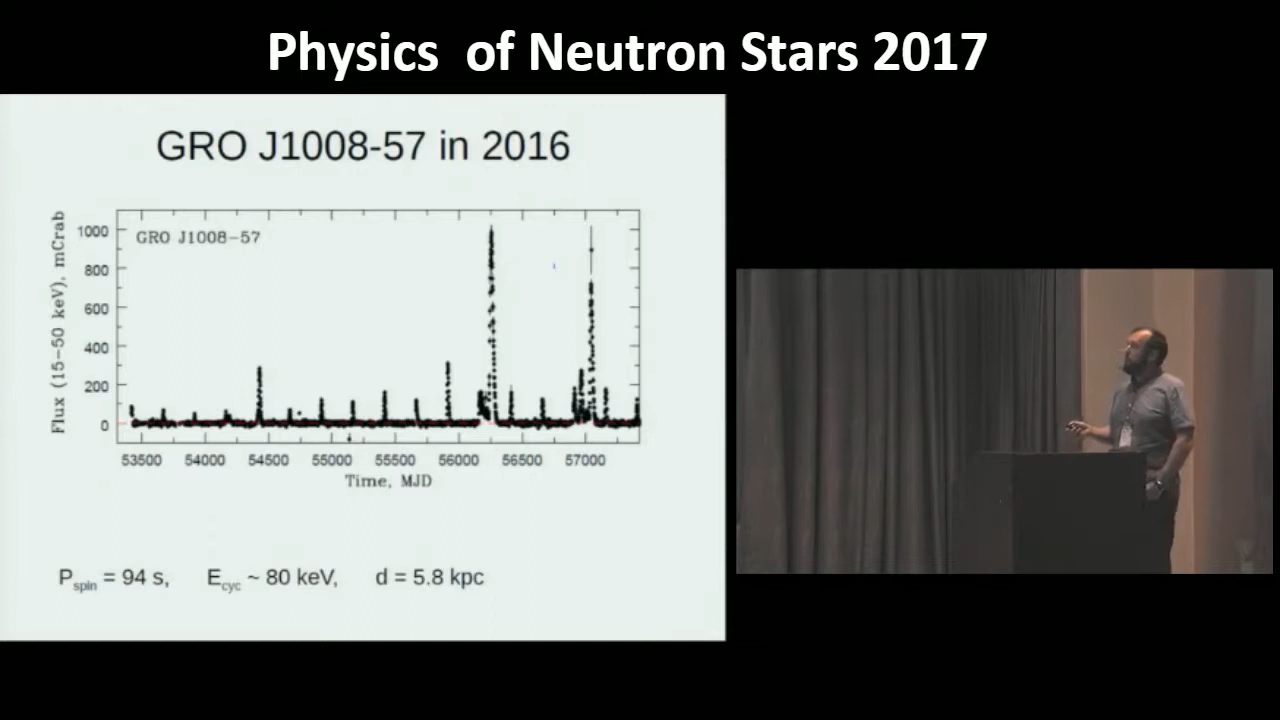 Physics of Neutron Stars 2017
GRO J1008-57 in 2016
GRO J1008-57
Flux (15-50 keV), mCrab
1000
800
600
400
200
0
53500 54000 54500 55000 55500 56000 56500 57000
Time, MJD
Pspin = 94 s, Ecyc ~ 80 keV, d = 5.8 kpc